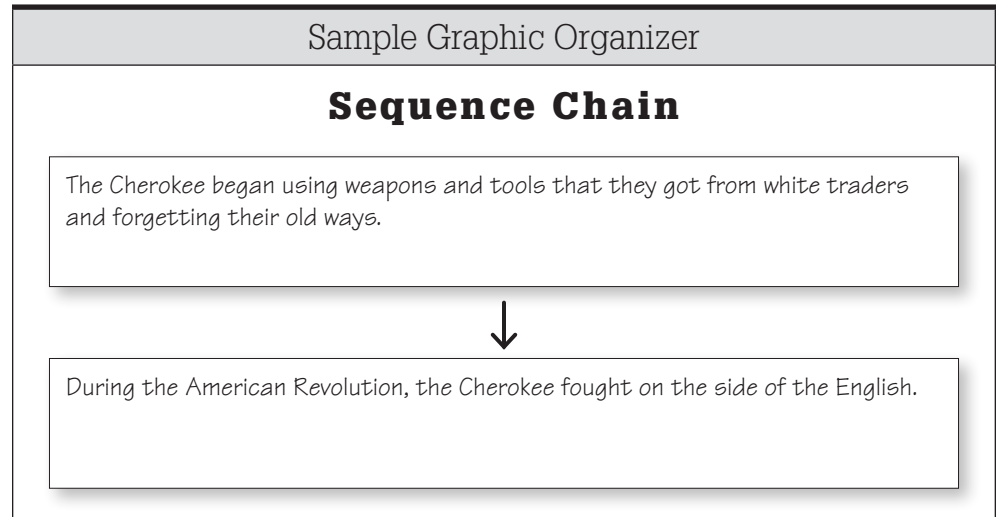 Sample Graphic Organizer
Sequence Chain
The Cherokee began using weapons and tools that they got from white traders
and forgetting their old ways.
During the American Revolution, the Cherokee fought on the side of the English.